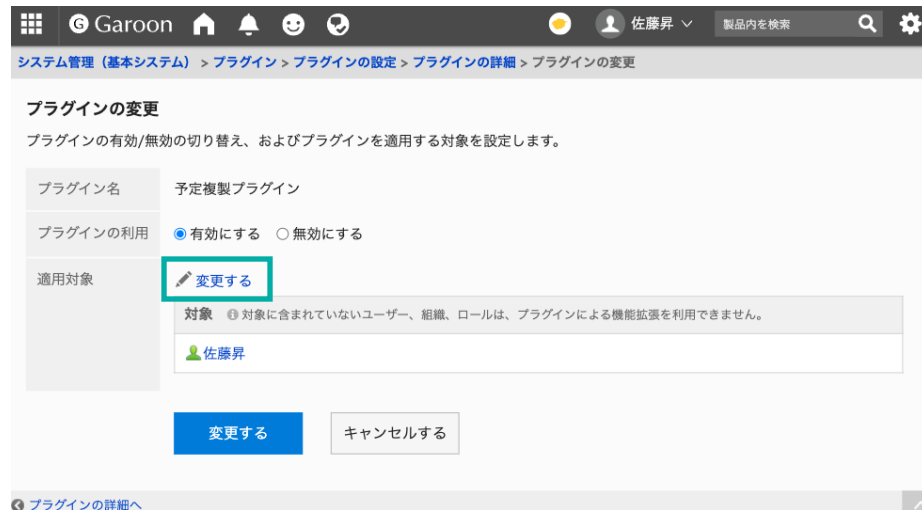 Garoon 佐藤昇 製品内を検索
システム管理（基本システム） > プラグイン > プラグインの設定 > プラグインの詳細 > プラグインの変更
プラグインの変更
プラグインの有効/無効の切り替え、およびプラグインを適用する対象を設定します。
プラグイン名 予定複製プラグイン
プラグインの利用 有効にする 無効にする
適用対象 変更する
対象 対象に含まれていないユーザー、組織、ロールは、プラグインによる機能拡張を利用できません。
佐藤昇
変更する キャンセルする
プラグインの詳細へ